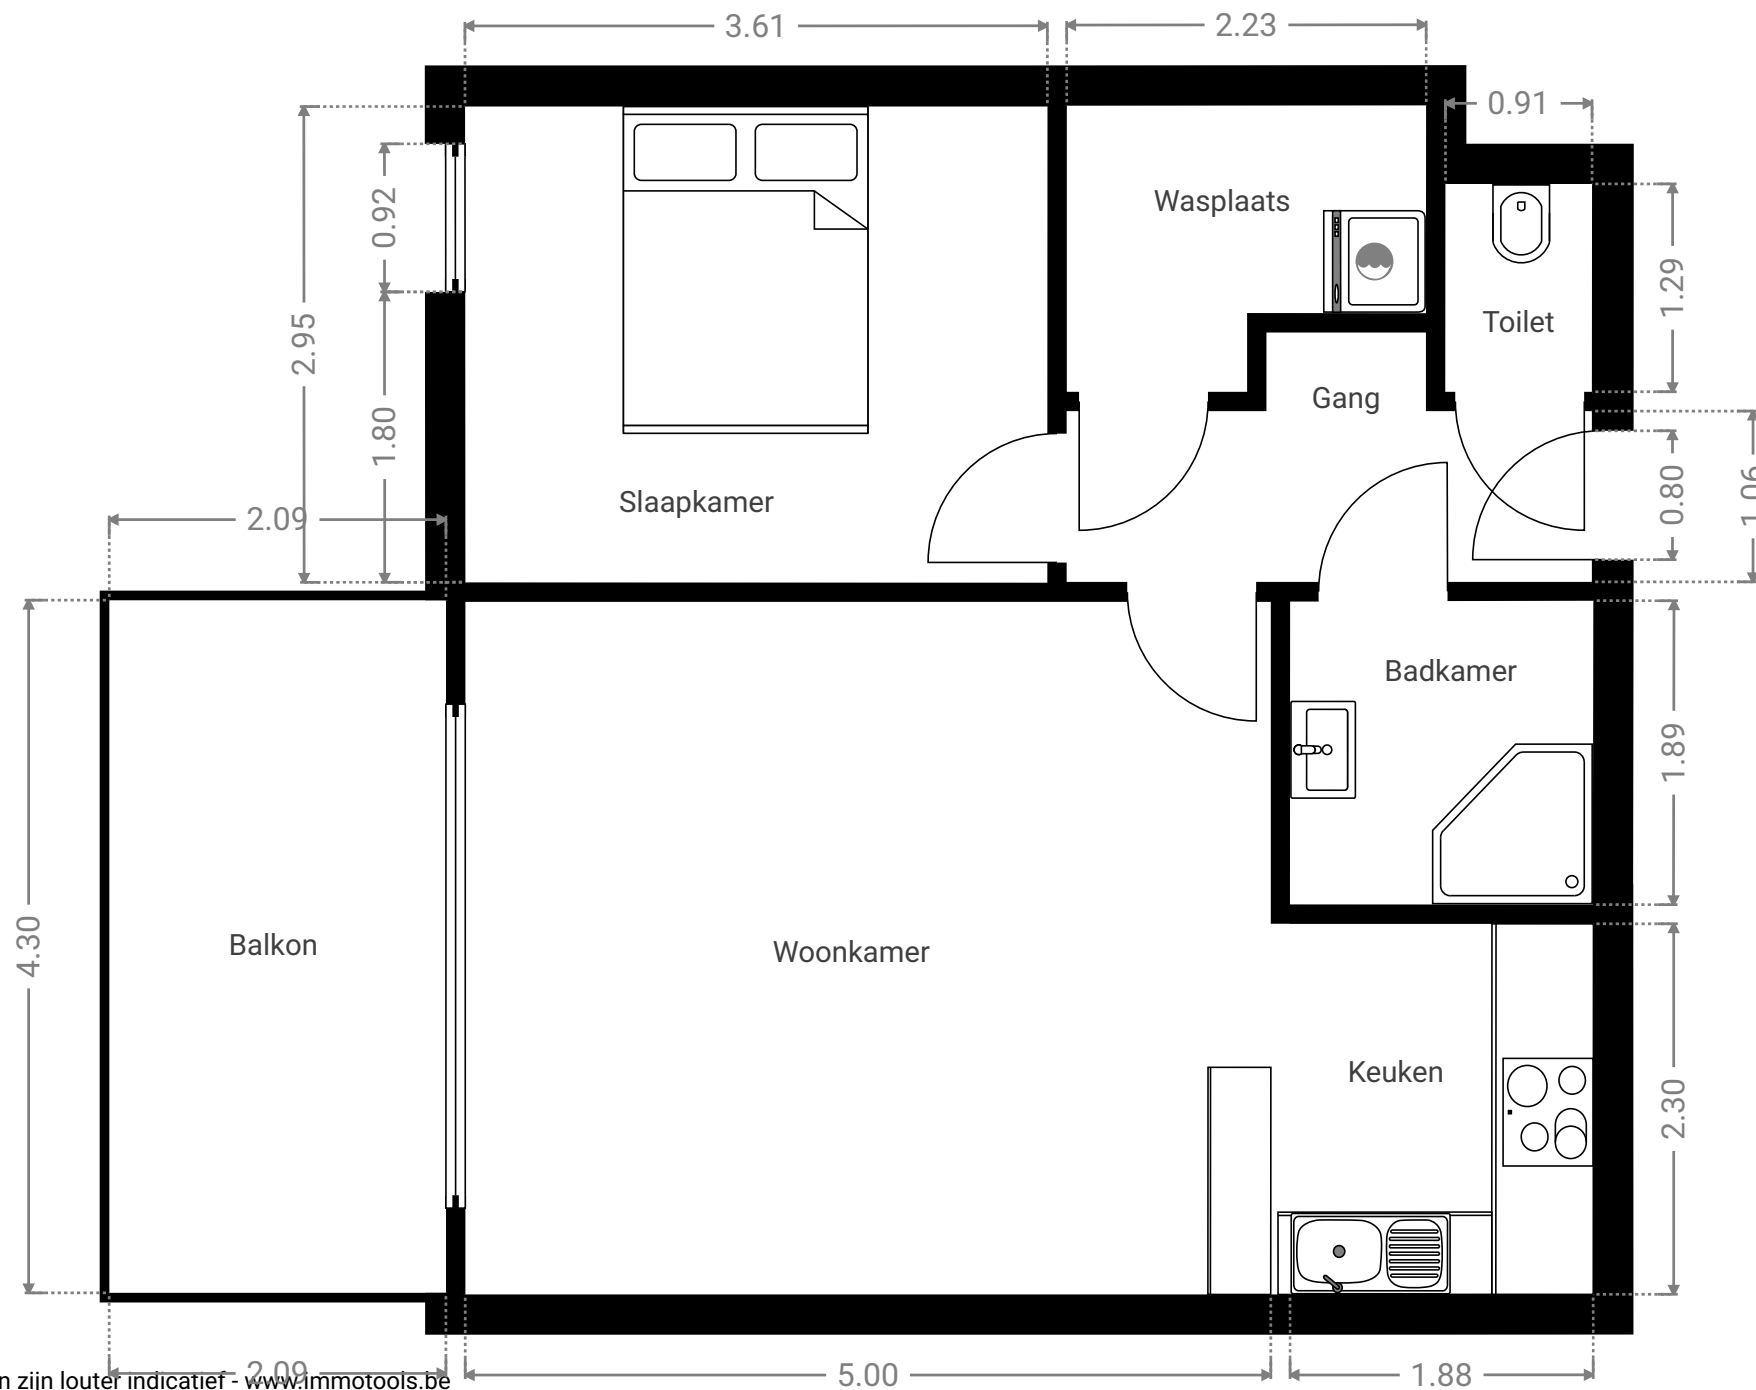 3.61
2.23
0.91
Wasplaats
0.92
1.29
Toilet
2.95
Gang
1.80
Slaapkamer
0.80
1.06
2.09
Badkamer
1.89
4.30
Balkon
Woonkamer
Keuken
2.30
2.09
5.00
1.88
zijn louter indicatief - www.immotools.be